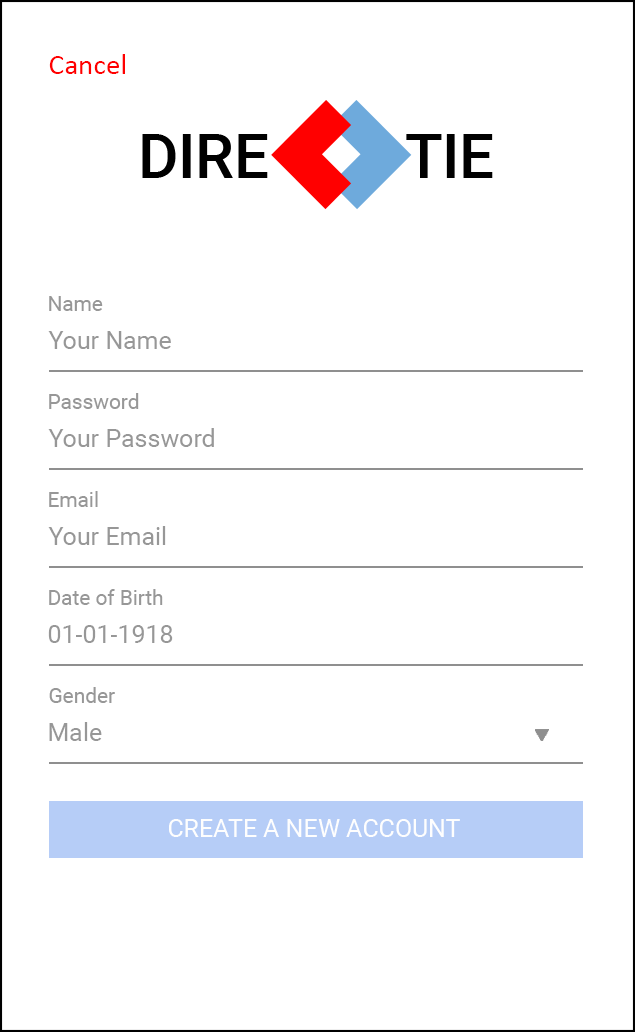 Cancel
DIRE TIE
Name
Your Name
Password
Your Password
Email
Your Email
Date of Birth
01-01-1918
Gender
Male
CREATE A NEW ACCOUNT